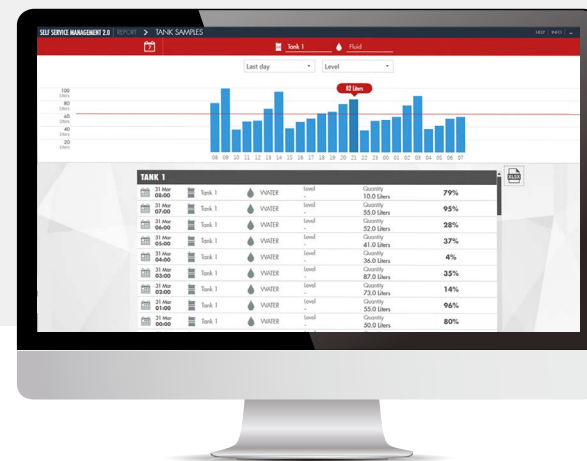 SELF SERVICE MANAGEMENT 2.0 | REPORT > TANK SAMPLES HELP | INFO |
7 Tank 1 Fluid
Last day Level
82 Liters
100
Liters
80
Liters
60
Liters
40
Liters
20
Liters
08 09 10 11 12 13 14 15 16 17 18 19 20 21 22 23 00 01 02 03 04 05 06 07
TANK 1
XLSX
31 Mar 08:00 Tank 1 WATER Level - Quantity 10.0 Liters 79%
31 Mar 07:00 Tank 1 WATER Level - Quantity 55.0 Liters 95%
31 Mar 06:00 Tank 1 WATER Level - Quantity 52.0 Liters 28%
31 Mar 05:00 Tank 1 WATER Level - Quantity 41.0 Liters 37%
31 Mar 04:00 Tank 1 WATER Level - Quantity 36.0 Liters 4%
31 Mar 03:00 Tank 1 WATER Level - Quantity 87.0 Liters 35%
31 Mar 02:00 Tank 1 WATER Level - Quantity 73.0 Liters 14%
31 Mar 01:00 Tank 1 WATER Level - Quantity 55.0 Liters 96%
31 Mar 00:00 Tank 1 WATER Level - Quantity 50.0 Liters 80%